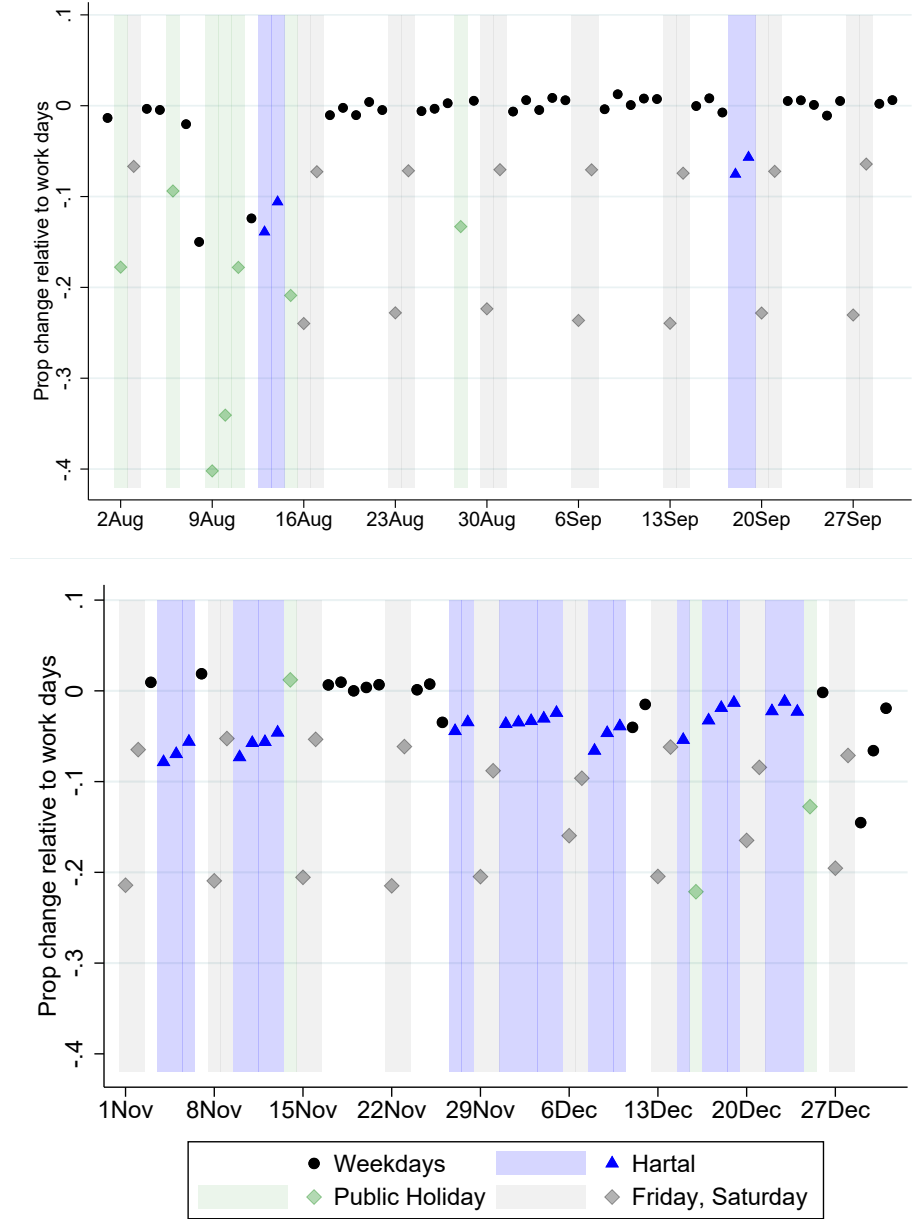 Prop change relative to work days
.1
0
-.1
-.2
-.3
-.4
2Aug 9Aug 16Aug 23Aug 30Aug 6Sep 13Sep 20Sep 27Sep
Prop change relative to work days
.1
0
-.1
-.2
-.3
-.4
1Nov 8Nov 15Nov 22Nov 29Nov 6Dec 13Dec 20Dec 27Dec
Weekdays Hartal
Public Holiday Friday, Saturday